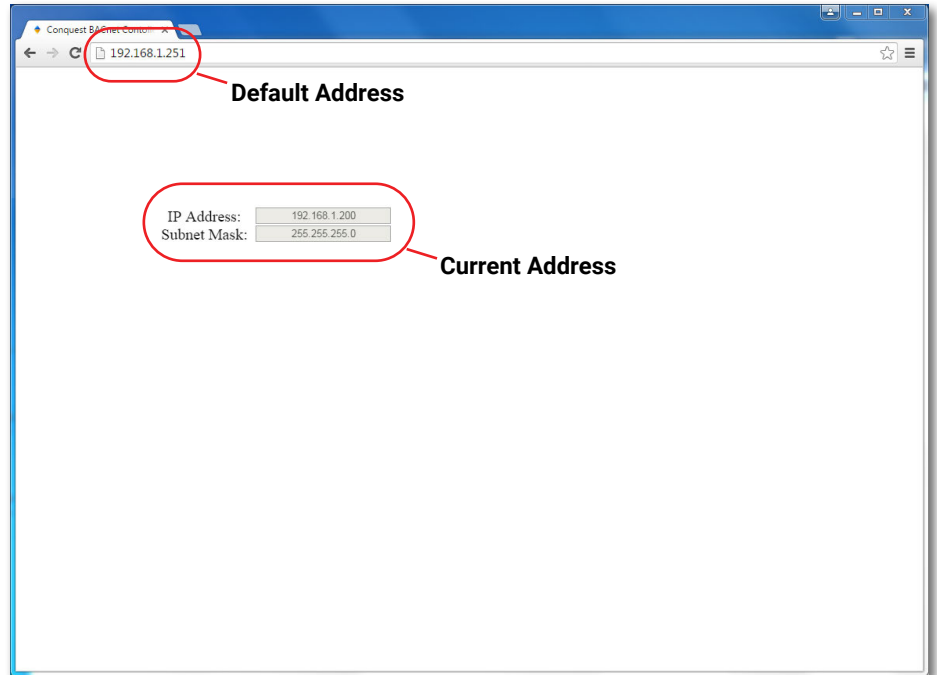 Conquest BACnet Contoll
192.168.1.251
Default Address
IP Address: 192.168.1.200
Subnet Mask: 255.255.255.0
Current Address